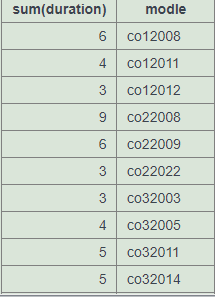 sum(duration) modle
6 co12008
4 co12011
3 co12012
9 co22008
6 co22009
3 co22022
3 co32003
4 co32005
5 co32011
5 co32014